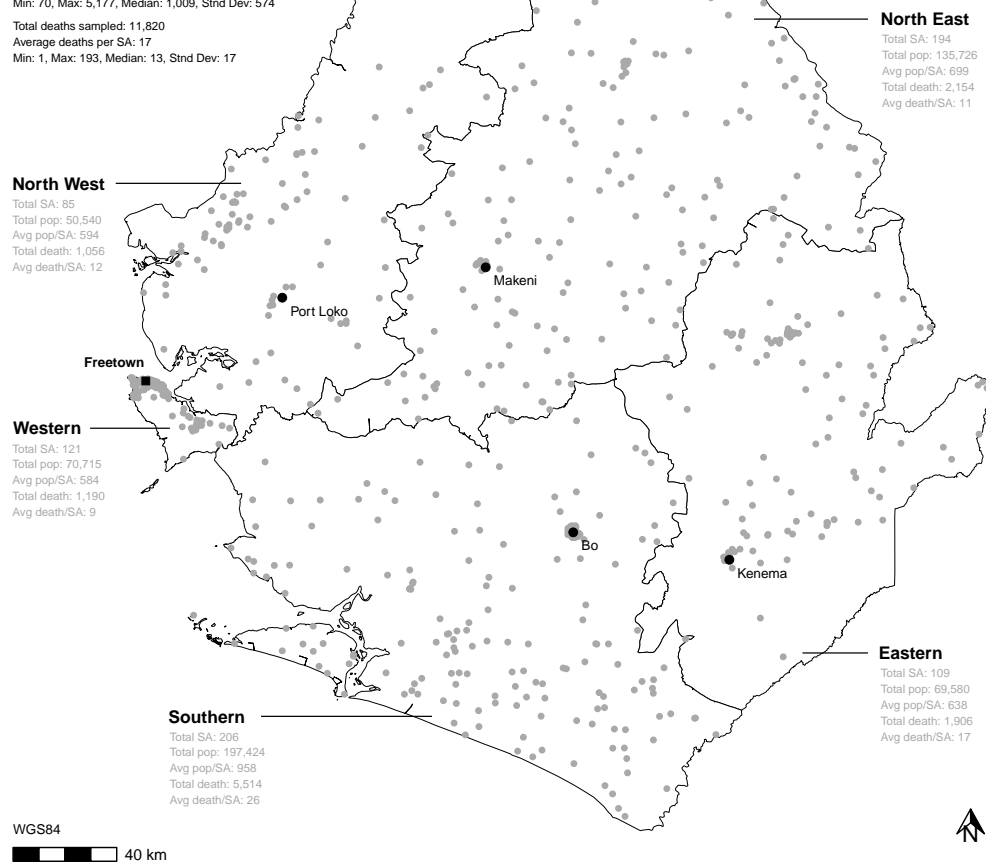 Min: 70, Max: 5,177, Median: 1,009, Stnd Dev: 574
Total deaths sampled: 11,820
Average deaths per SA: 17
Min: 1, Max: 193, Median: 13, Stnd Dev: 17
North East
Total SA: 194
Total pop: 135,726
Avg pop/SA: 699
Total death: 2,154
Avg death/SA: 11
North West
Total SA: 85
Total pop: 50,540
Avg pop/SA: 594
Total death: 1,056
Avg death/SA: 12
Makeni
Port Loko
Freetown
Western
Total SA: 121
Total pop: 70,715
Avg pop/SA: 584
Total death: 1,190
Avg death/SA: 9
Bo
Kenema
Eastern
Total SA: 109
Total pop: 69,580
Avg pop/SA: 638
Total death: 1,906
Avg death/SA: 17
Southern
Total SA: 206
Total pop: 197,424
Avg pop/SA: 958
Total death: 5,514
Avg death/SA: 26
WGS84
40 km
N